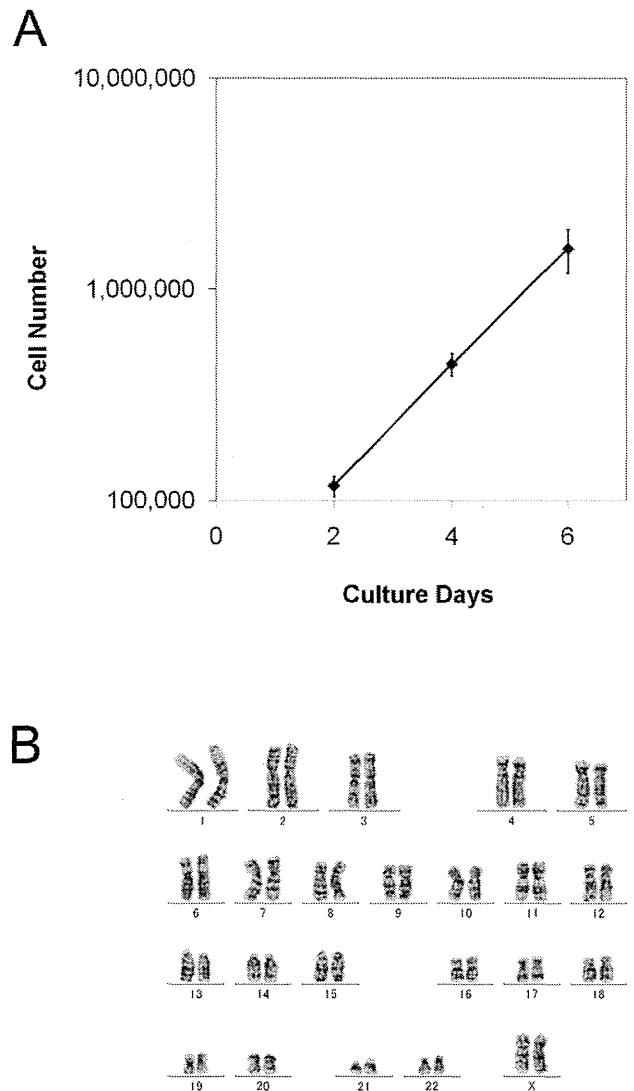 A
10,000,000
1,000,000
100,000
Cell Number
0 2 4 6
Culture Days
B
1 2 3 4 5
6 7 8 9 10 11 12
13 14 15 16 17 18
19 20 21 22 X